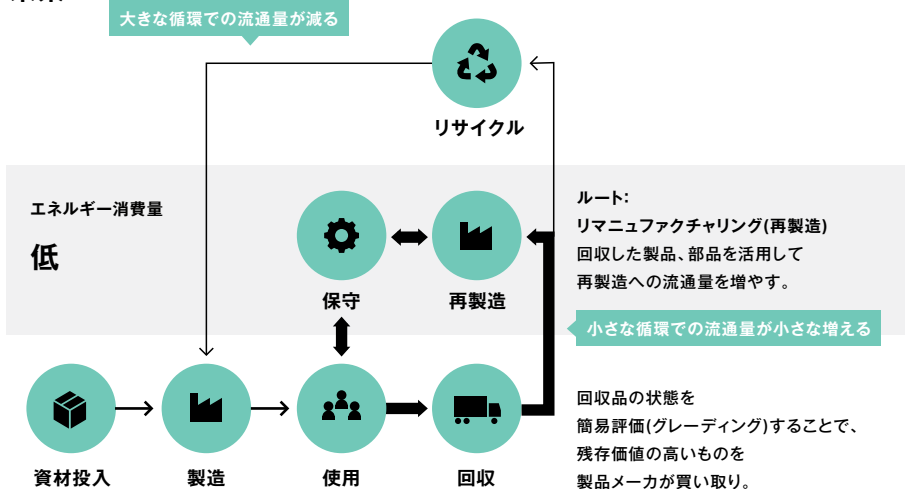 大きな循環での流通量が減る
リサイクル
エネルギー消費量
低
保守
再製造
ルート：
リマニュファクチャリング(再製造)
回収した製品、部品を活用して
再製造への流通量を増やす。
小さな循環での流通量が小さな増える
資材投入
製造
使用
回収
回収品の状態を
簡易評価(グレーディング)することで、
残存価値の高いものを
製品メーカが買い取り。